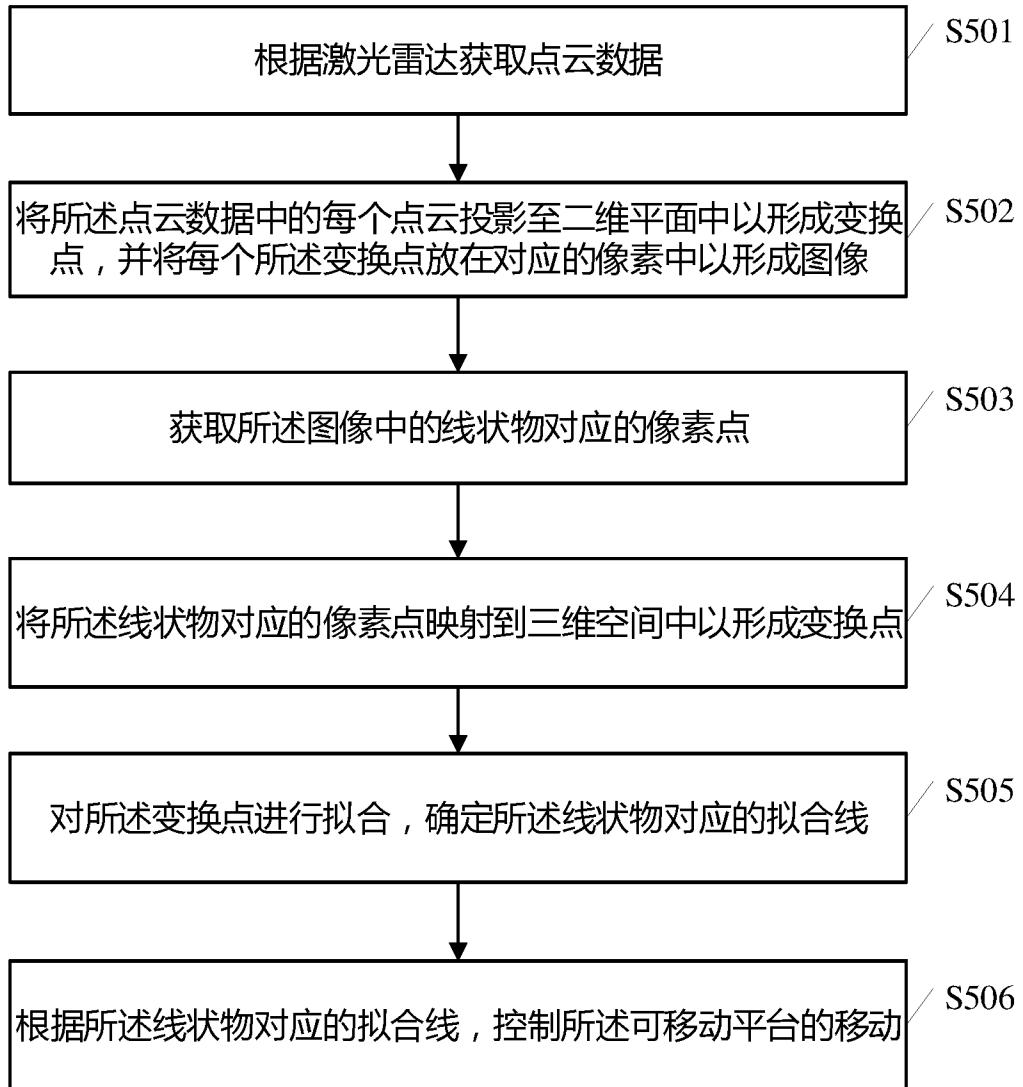 根据激光雷达获取点云数据
S501
将所述点云数据中的每个点云投影至二维平面中以形成变换
点，并将每个所述变换点放在对应的像素中以形成图像
S502
获取所述图像中的线状物对应的像素点
S503
将所述线状物对应的像素点映射到三维空间中以形成变换点
S504
对所述变换点进行拟合，确定所述线状物对应的拟合线
S505
根据所述线状物对应的拟合线，控制所述可移动平台的移动
S506